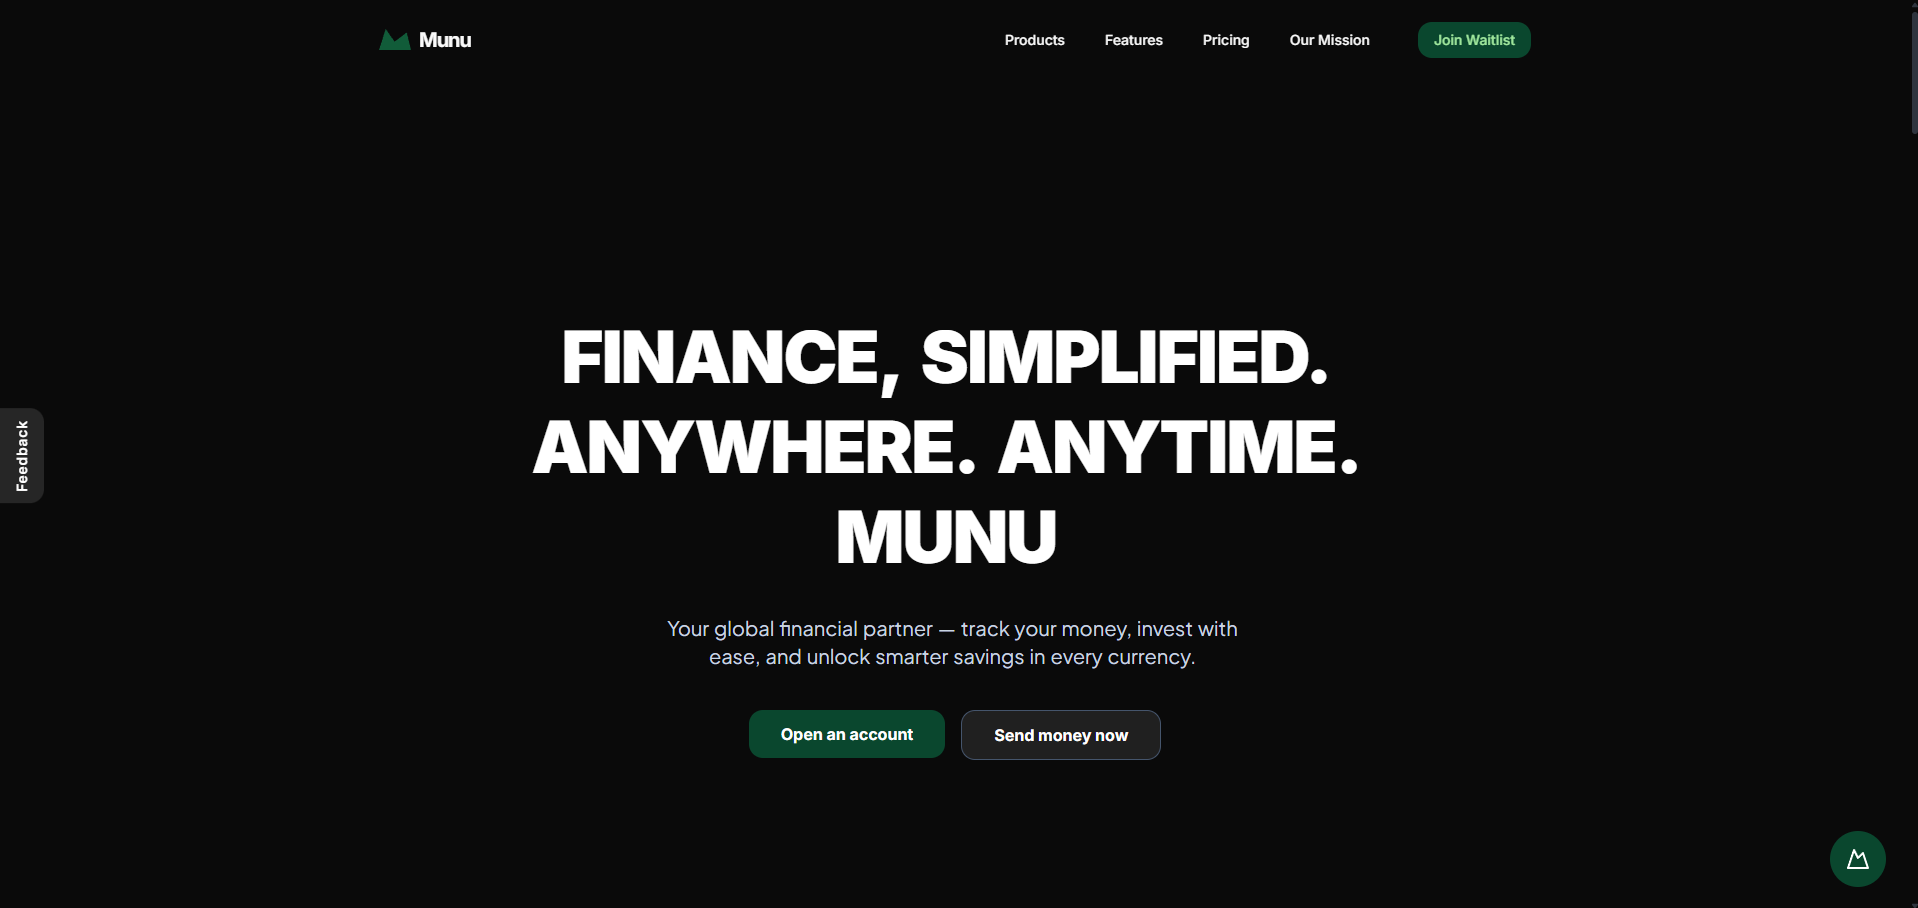 Munu
Products
Features
Pricing
Our Mission
Join Waitlist
FINANCE, SIMPLIFIED.
ANYWHERE. ANYTIME.
MUNU
Your global financial partner — track your money, invest with
ease, and unlock smarter savings in every currency.
Open an account
Send money now
Feedback